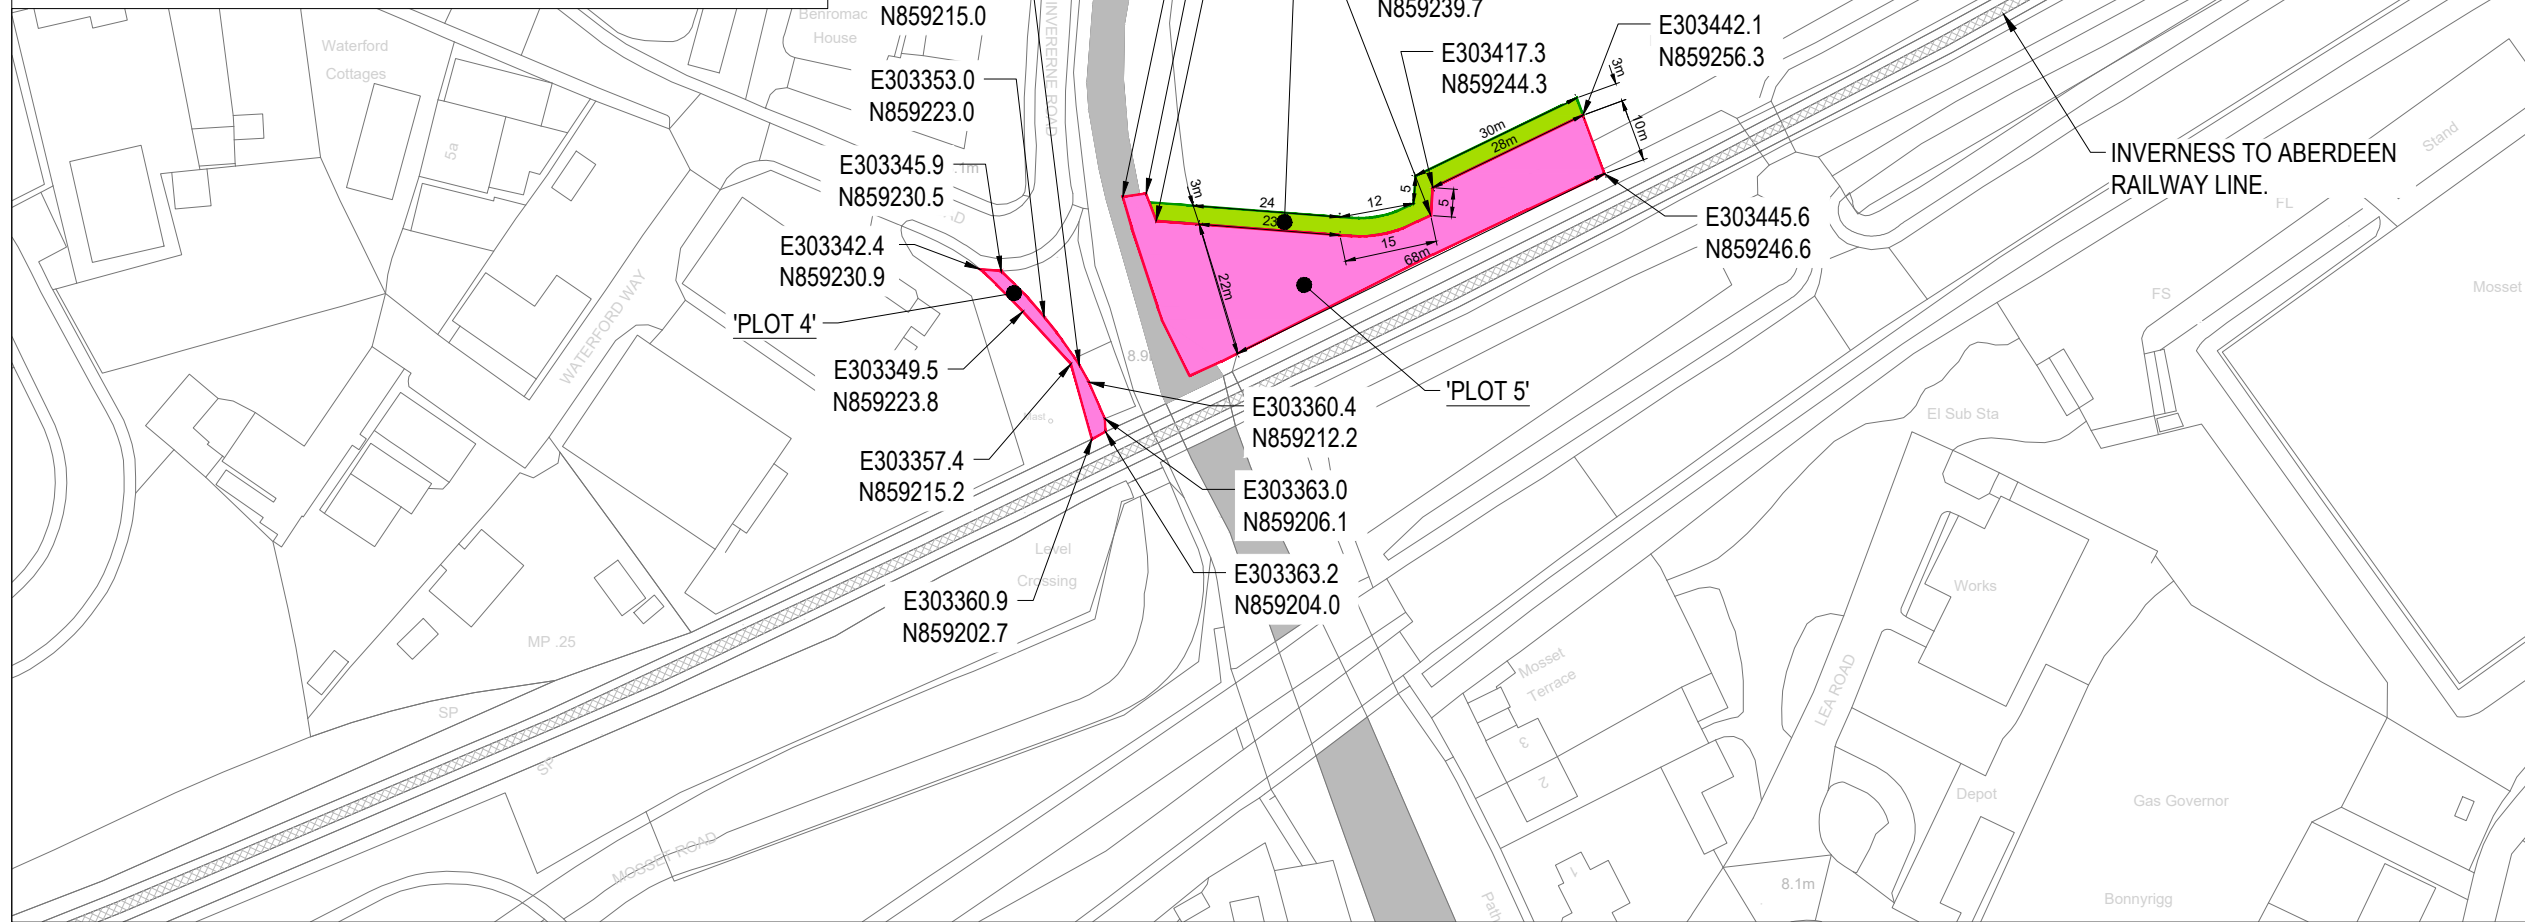 N859215.0
N859239.7
E303442.1
N859256.3
E303417.3
N859244.3
E303353.0
N859223.0
E303345.9
N859230.5
E303342.4
N859230.9
'PLOT 4'
E303349.5
N859223.8
E303357.4
N859215.2
E303360.9
N859202.7
E303360.4
N859212.2
E303363.0
N859206.1
E303363.2
N859204.0
'PLOT 5'
E303445.6
N859246.6
INVERNESS TO ABERDEEN
RAILWAY LINE.
3m
30m
28m
10m
3m
24
23
12
5
5
15
68m
22m
Benromac
House
Waterford
Cottages
5a
INVERERNE ROAD
.1m
WATERFORD WAY
Mast
Level
Crossing
MP .25
SP
SP
MOSSET ROAD
Mosset
Terrace
3
2
1
Path
LEA ROAD
Works
Depot
Gas Governor
8.1m
Bonnyrigg
El Sub Sta
FS
FL
Stand
Mosset